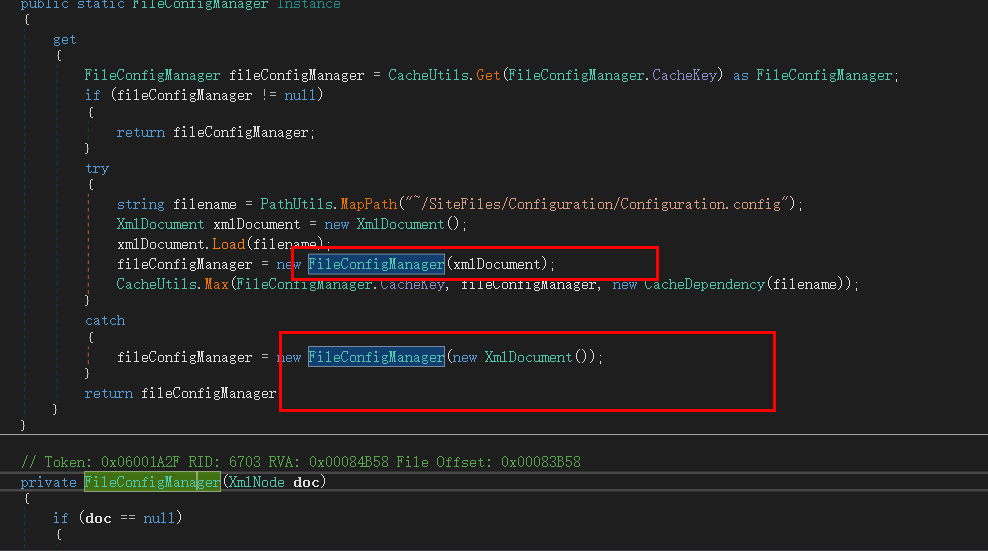 public static FileConfigManager Instance
{
get
{
FileConfigManager fileConfigManager = CacheUtils.Get(FileConfigManager.CacheKey) as FileConfigManager;
if (fileConfigManager != null)
{
return fileConfigManager;
}
try
{
string filename = PathUtils.MapPath("~/SiteFiles/Configuration/Configuration.config");
XmlDocument xmlDocument = new XmlDocument();
xmlDocument.Load(filename);
fileConfigManager = new FileConfigManager(xmlDocument);
CacheUtils.Max(FileConfigManager.CacheKey, fileConfigManager, new CacheDependency(filename));
}
catch
{
fileConfigManager = new FileConfigManager(new XmlDocument());
}
return fileConfigManager
}
}
// Token: 0x06001A2F RID: 6703 RVA: 0x00084B58 File Offset: 0x00083B58
private FileConfigManager(XmlNode doc)
{
if (doc == null)
{